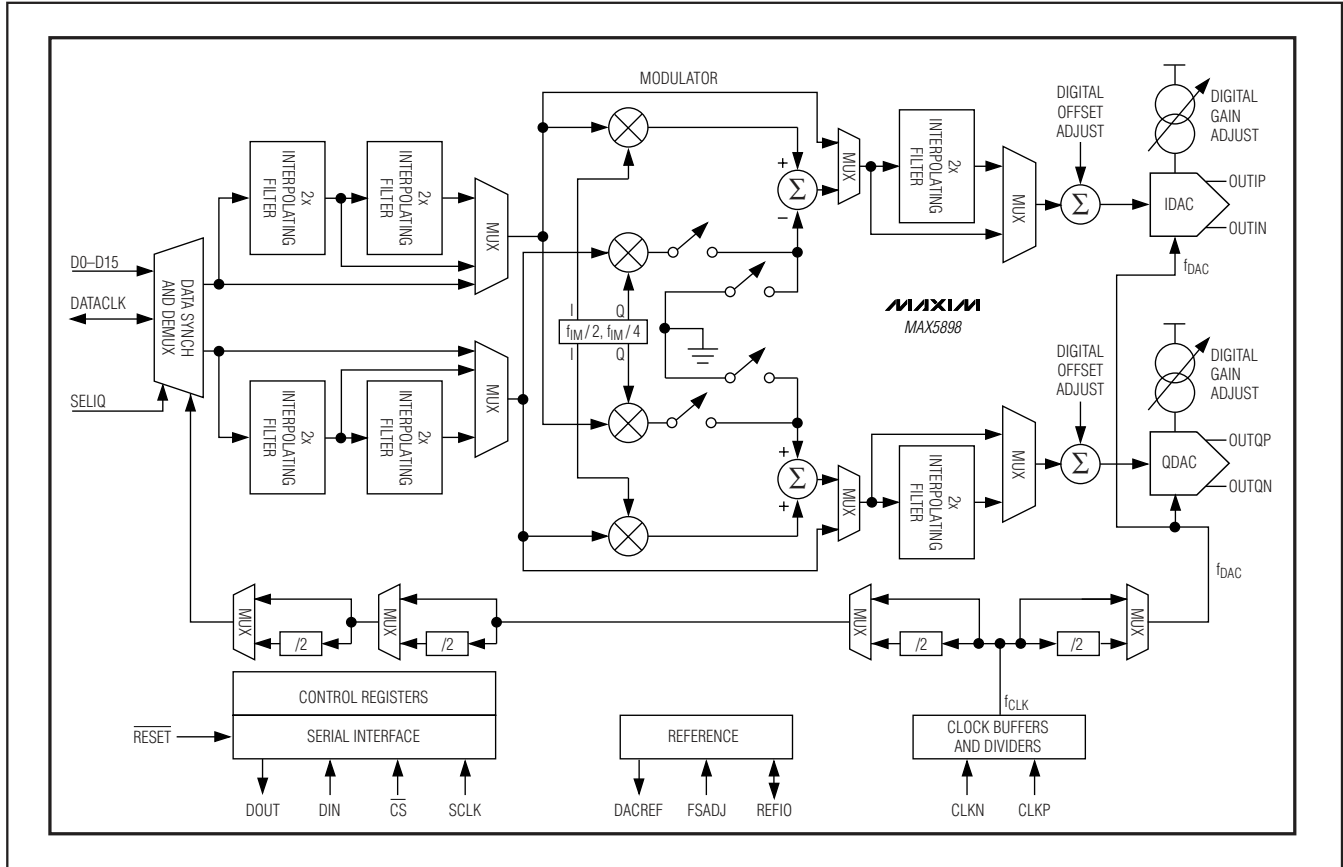 MODULATOR
DIGITAL
OFFSET
ADJUST
DIGITAL
GAIN
ADJUST
2x
INTERPOLATING
FILTER
2x
INTERPOLATING
FILTER
MUX
+
Σ
−
MUX
2x
INTERPOLATING
FILTER
MUX
Σ
IDAC
OUTIP
OUTIN
fDAC
D0–D15
DATACLK
SELIQ
DATA SYNCH
AND DEMUX
I Q
fIM / 2, fIM / 4
I Q
MAXIM
MAX5898
DIGITAL
OFFSET
ADJUST
DIGITAL
GAIN
ADJUST
2x
INTERPOLATING
FILTER
2x
INTERPOLATING
FILTER
MUX
+
Σ
+
MUX
2x
INTERPOLATING
FILTER
MUX
Σ
QDAC
OUTQP
OUTQN
fDAC
MUX
/2
MUX
/2
MUX
/2
/2
MUX
fCLK
CONTROL REGISTERS
RESET
SERIAL INTERFACE
DOUT DIN CS SCLK
REFERENCE
DACREF FSADJ REFIO
CLOCK BUFFERS
AND DIVIDERS
CLKN CLKP